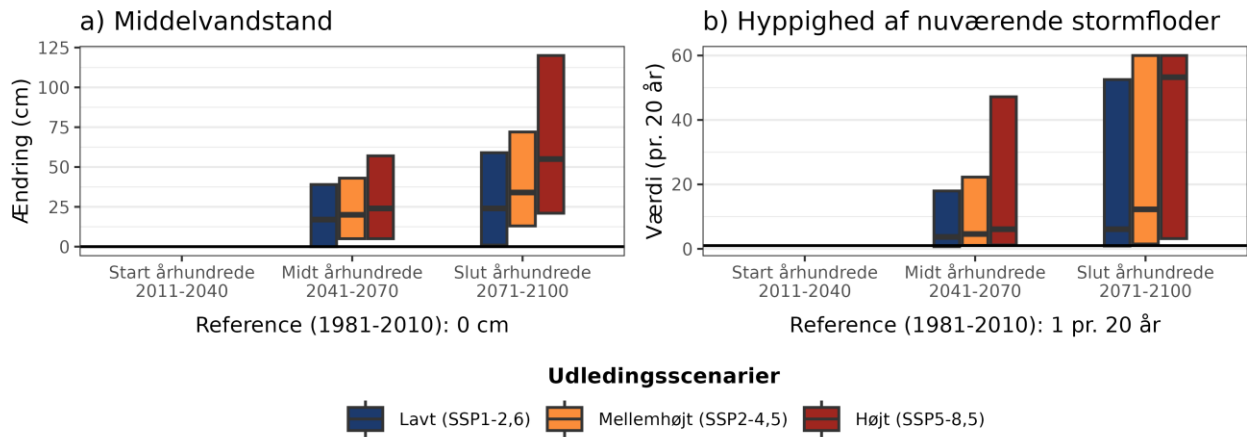 a) Middelvandstand
Ændring (cm)
125
100
75
50
25
0
Start århundrede
2011-2040
Midt århundrede
2041-2070
Slut århundrede
2071-2100
Reference (1981-2010): 0 cm
b) Hyppighed af nuværende stormfloder
Værdi (pr. 20 år)
60
40
20
0
Start århundrede
2011-2040
Midt århundrede
2041-2070
Slut århundrede
2071-2100
Reference (1981-2010): 1 pr. 20 år
Udledingsscenarier
Lavt (SSP1-2,6)
Mellemhøjt (SSP2-4,5)
Højt (SSP5-8,5)